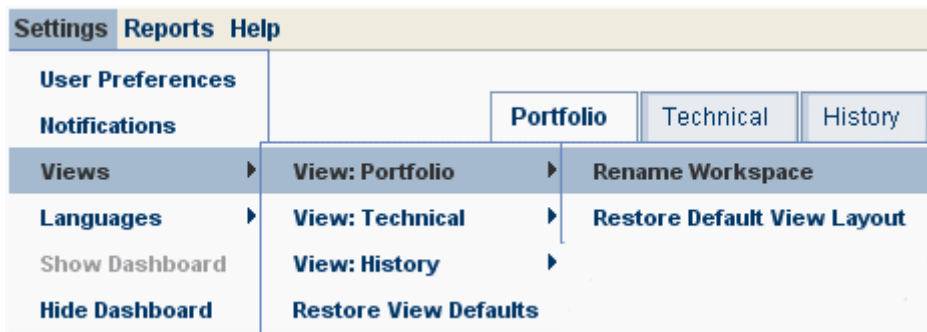 Settings Reports Help
User Preferences
Notifications
Portfolio Technical History
Views View: Portfolio Rename Workspace
Languages View: Technical Restore Default View Layout
Show Dashboard View: History
Hide Dashboard Restore View Defaults